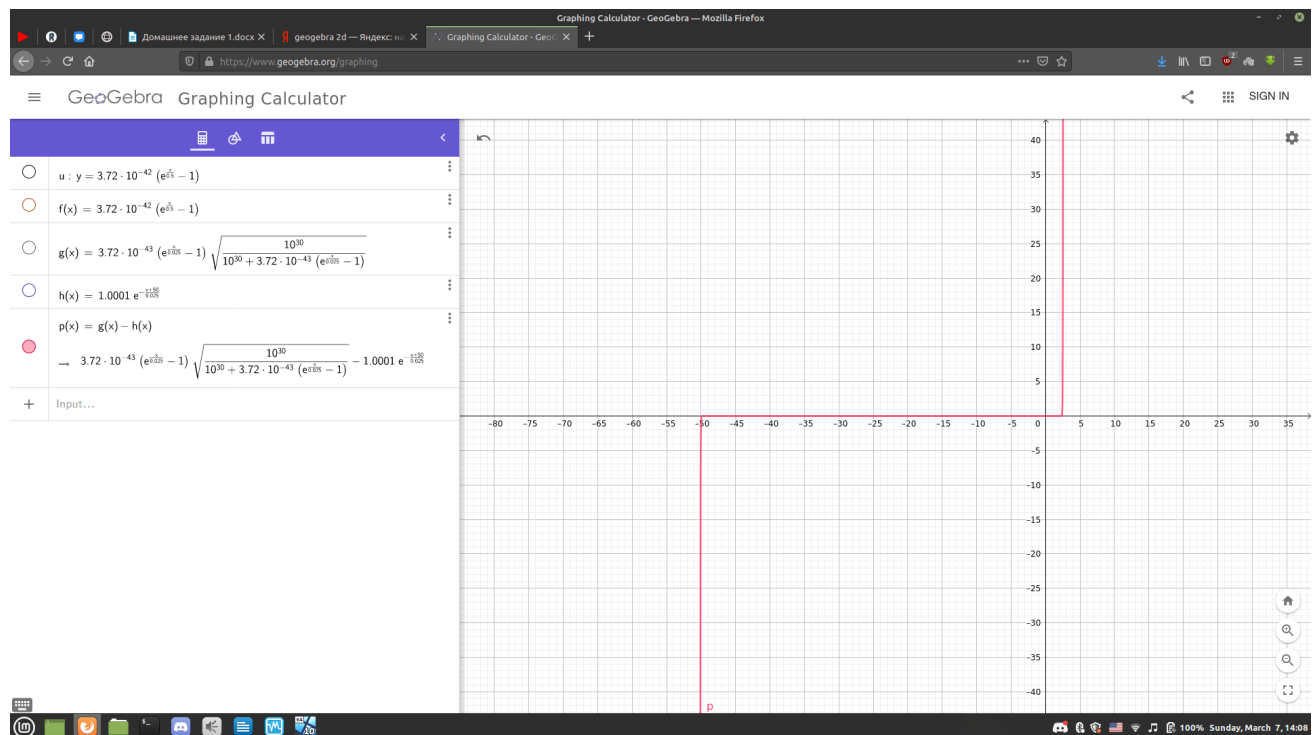 Graphing Calculator - GeoGebra — Mozilla Firefox
Домашнее задание 1.docx
geogebra 2d — Яндекс: на
Graphing Calculator - GeoG
https://www.geogebra.org/graphing
GeoGebra Graphing Calculator
SIGN IN
u : y = 3.72 · 10^−42 (e^(x/0.5) − 1)
f(x) = 3.72 · 10^−42 (e^(x/0.5) − 1)
g(x) = 3.72 · 10^−43 (e^(x/0.025) − 1) √(10^30 / (10^30 + 3.72 · 10^−43 (e^(x/0.025) − 1)))
h(x) = 1.0001 e^(−(x+50)/0.025)
p(x) = g(x) − h(x)
→ 3.72 · 10^−43 (e^(x/0.025) − 1) √(10^30 / (10^30 + 3.72 · 10^−43 (e^(x/0.025) − 1))) − 1.0001 e^(−(x+50)/0.025)
+ Input...
40
35
30
25
20
15
10
5
-80 -75 -70 -65 -60 -55 -50 -45 -40 -35 -30 -25 -20 -15 -10 -5 0 5 10 15 20 25 30 35
-5
-10
-15
-20
-25
-30
-35
-40
p
100% Sunday, March 7, 14:08